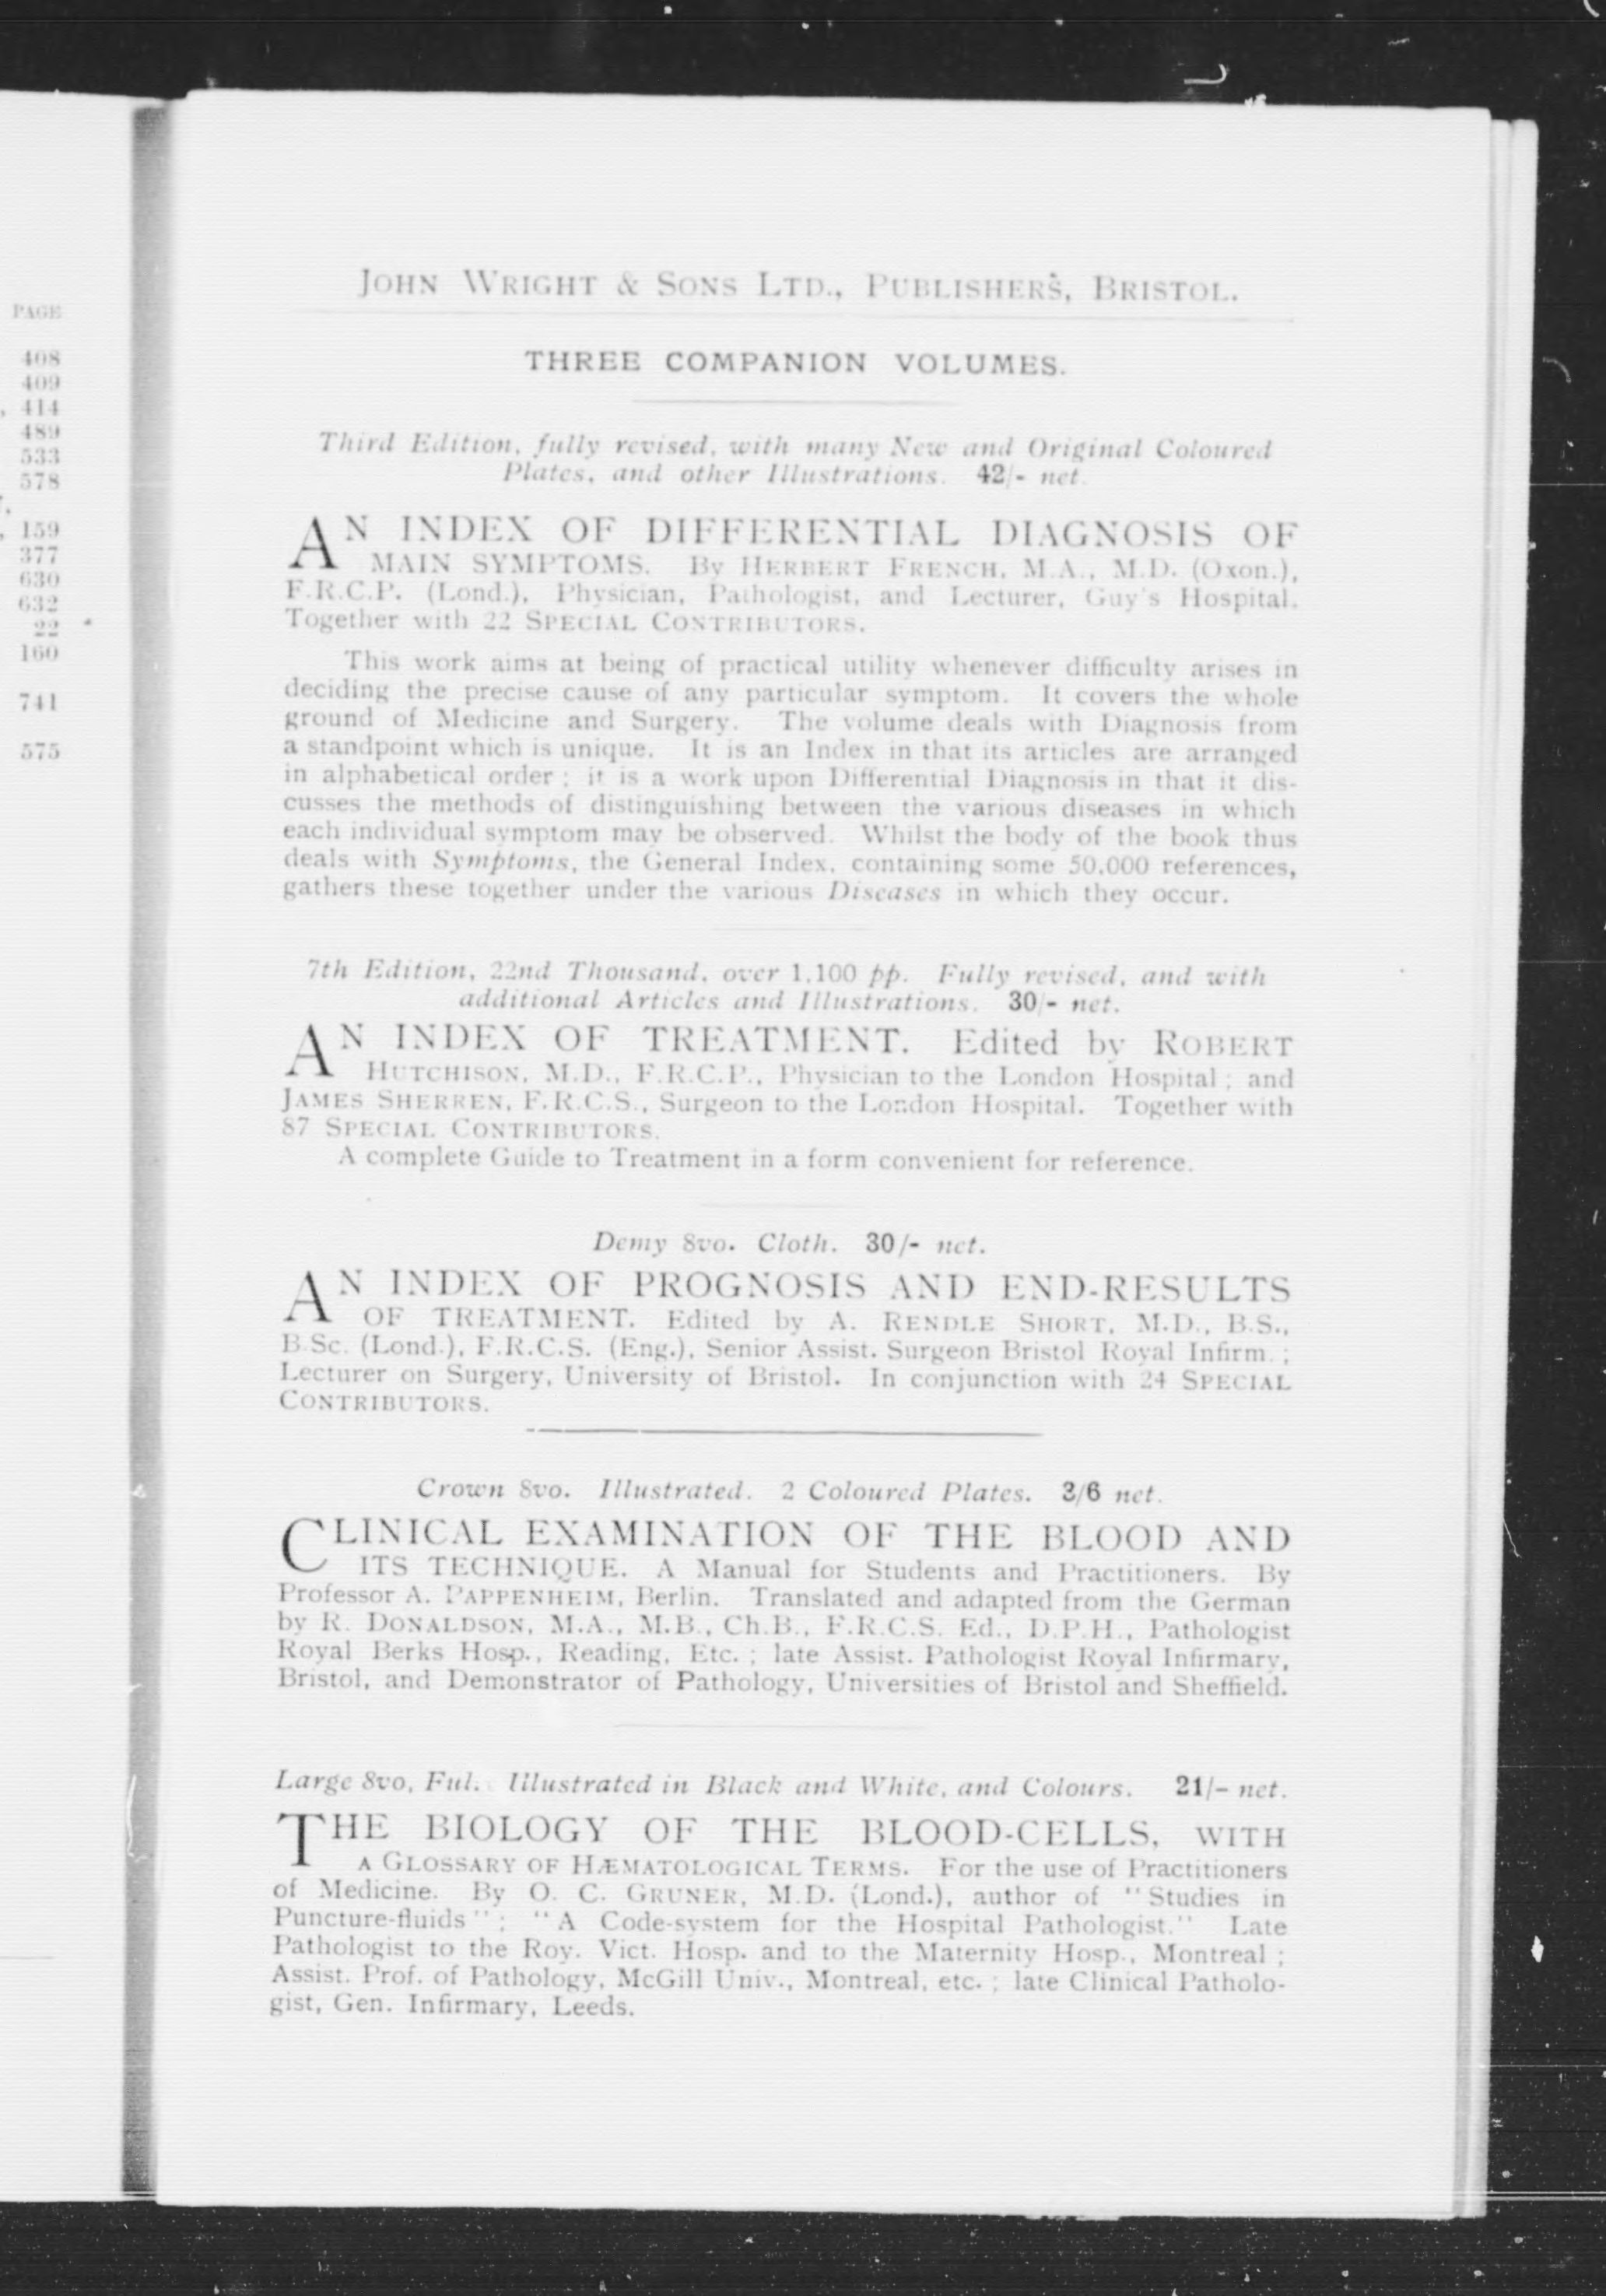 PAGE
408
409
, 414
489
533
578
, 159
377
630
632
22
160
741
575
JOHN WRIGHT & SONS LTD., PUBLISHERS, BRISTOL.
THREE COMPANION VOLUMES.
Third Edition, fully revised, with many New and Original Coloured
Plates, and other Illustrations. 42/- net.
AN INDEX OF DIFFERENTIAL DIAGNOSIS OF
MAIN SYMPTOMS. By HERBERT FRENCH, M.A., M.D. (Oxon.),
F.R.C.P. (Lond.), Physician, Pathologist, and Lecturer, Guy's Hospital.
Together with 22 SPECIAL CONTRIBUTORS.
This work aims at being of practical utility whenever difficulty arises in
deciding the precise cause of any particular symptom. It covers the whole
ground of Medicine and Surgery. The volume deals with Diagnosis from
a standpoint which is unique. It is an Index in that its articles are arranged
in alphabetical order ; it is a work upon Differential Diagnosis in that it dis-
cusses the methods of distinguishing between the various diseases in which
each individual symptom may be observed. Whilst the body of the book thus
deals with Symptoms, the General Index, containing some 50,000 references,
gathers these together under the various Diseases in which they occur.
7th Edition, 22nd Thousand, over 1,100 pp. Fully revised, and with
additional Articles and Illustrations. 30/- net.
AN INDEX OF TREATMENT. Edited by ROBERT
HUTCHISON, M.D., F.R.C.P., Physician to the London Hospital ; and
JAMES SHERREN, F.R.C.S., Surgeon to the London Hospital. Together with
87 SPECIAL CONTRIBUTORS.
A complete Guide to Treatment in a form convenient for reference.
Demy 8vo. Cloth. 30/- net.
AN INDEX OF PROGNOSIS AND END-RESULTS
OF TREATMENT. Edited by A. RENDLE SHORT, M.D., B.S.,
B.Sc. (Lond.), F.R.C.S. (Eng.), Senior Assist. Surgeon Bristol Royal Infirm. ;
Lecturer on Surgery, University of Bristol. In conjunction with 24 SPECIAL
CONTRIBUTORS.
Crown 8vo. Illustrated. 2 Coloured Plates. 3/6 net.
CLINICAL EXAMINATION OF THE BLOOD AND
ITS TECHNIQUE. A Manual for Students and Practitioners. By
Professor A. PAPPENHEIM, Berlin. Translated and adapted from the German
by R. DONALDSON, M.A., M.B., Ch.B., F.R.C.S. Ed., D.P.H., Pathologist
Royal Berks Hosp., Reading, Etc. ; late Assist. Pathologist Royal Infirmary,
Bristol, and Demonstrator of Pathology, Universities of Bristol and Sheffield.
Large 8vo, Ful. Illustrated in Black and White, and Colours. 21/- net.
THE BIOLOGY OF THE BLOOD-CELLS, WITH
A GLOSSARY OF HÆMATOLOGICAL TERMS. For the use of Practitioners
of Medicine. By O. C. GRUNER, M.D. (Lond.), author of "Studies in
Puncture-fluids" ; "A Code-system for the Hospital Pathologist." Late
Pathologist to the Roy. Vict. Hosp. and to the Maternity Hosp., Montreal ;
Assist. Prof. of Pathology, McGill Univ., Montreal, etc. ; late Clinical Patholo-
gist, Gen. Infirmary, Leeds.